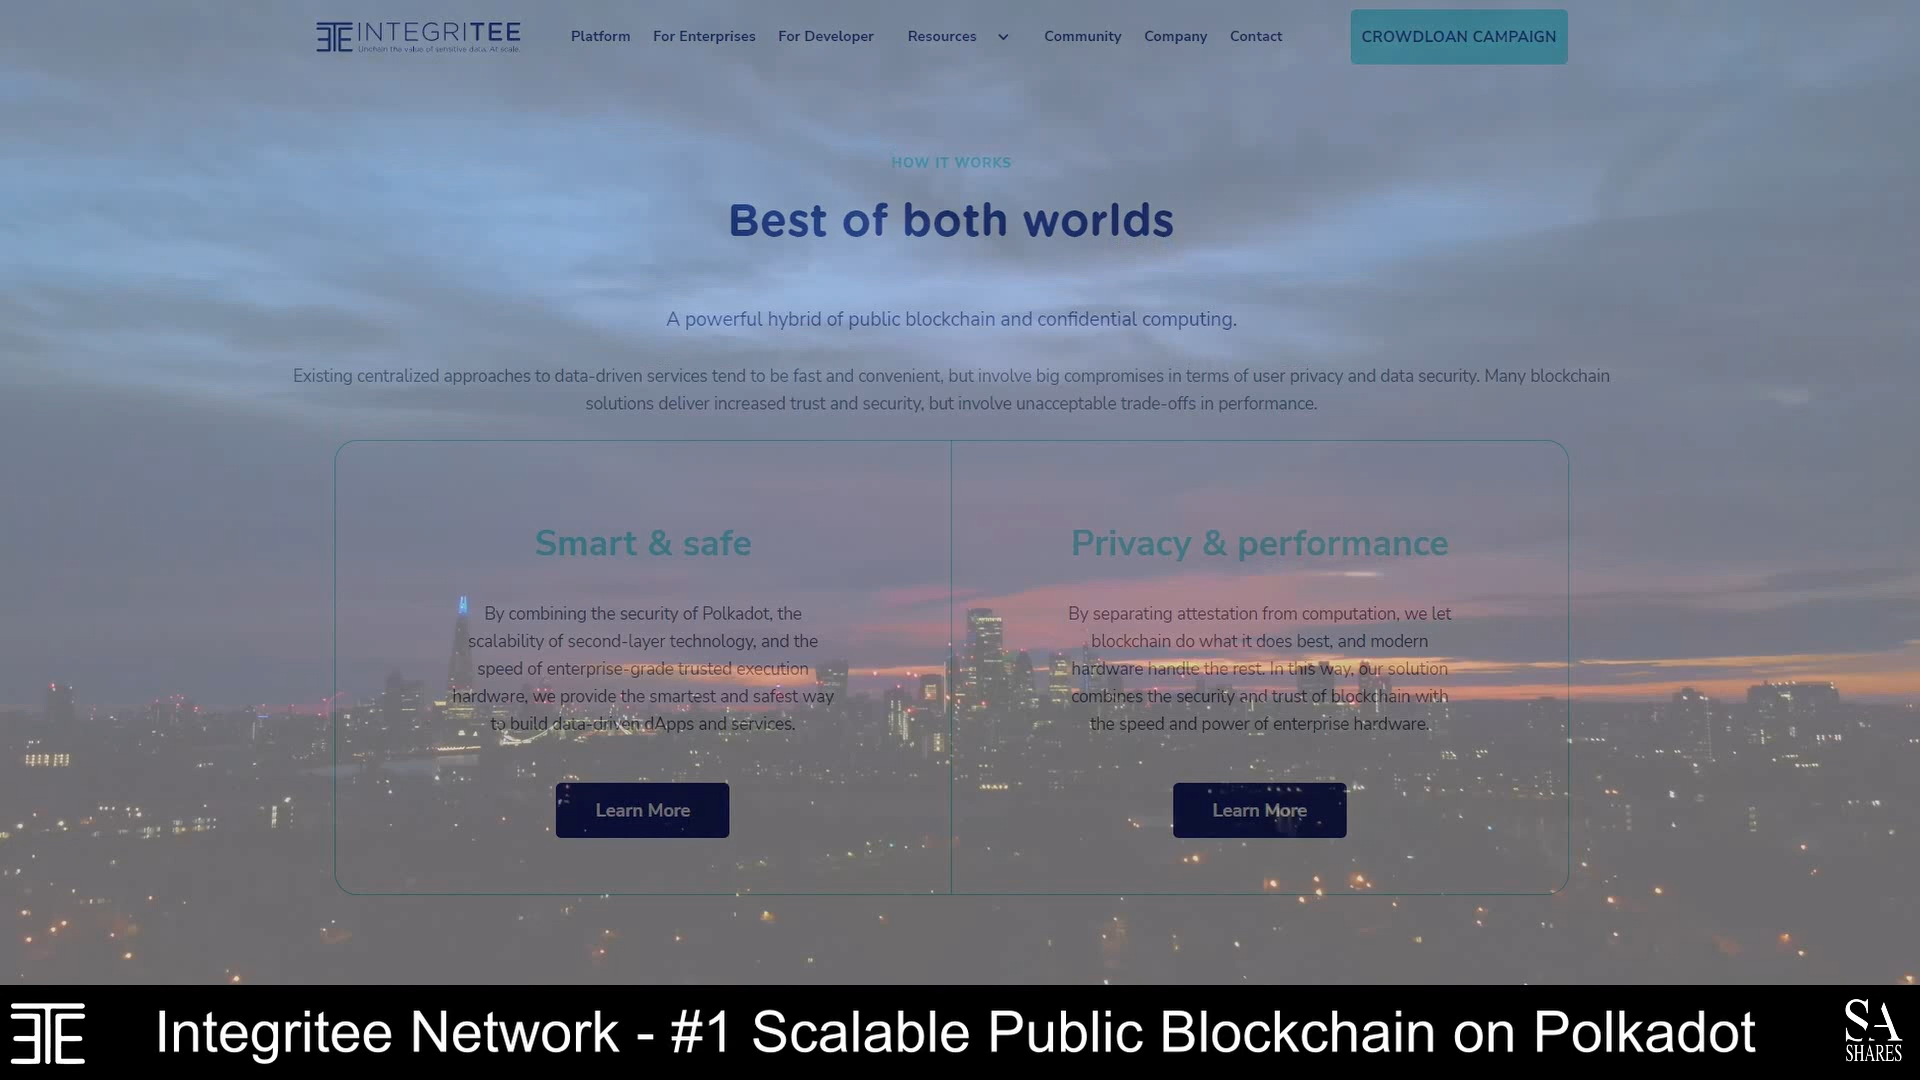 INTEGRITEE
Unchain the value of sensitive data. At scale.
Platform For Enterprises For Developer Resources Community Company Contact CROWDLOAN CAMPAIGN
HOW IT WORKS
Best of both worlds
A powerful hybrid of public blockchain and confidential computing.
Existing centralized approaches to data-driven services tend to be fast and convenient, but involve big compromises in terms of user privacy and data security. Many blockchain
solutions deliver increased trust and security, but involve unacceptable trade-offs in performance.
Smart & safe
By combining the security of Polkadot, the
scalability of second-layer technology, and the
speed of enterprise-grade trusted execution
hardware, we provide the smartest and safest way
to build data-driven dApps and services.
Learn More
Privacy & performance
By separating attestation from computation, we let
blockchain do what it does best, and modern
hardware handle the rest. In this way, our solution
combines the security and trust of blockchain with
the speed and power of enterprise hardware.
Learn More
Integritee Network - #1 Scalable Public Blockchain on Polkadot
SA
SHARES